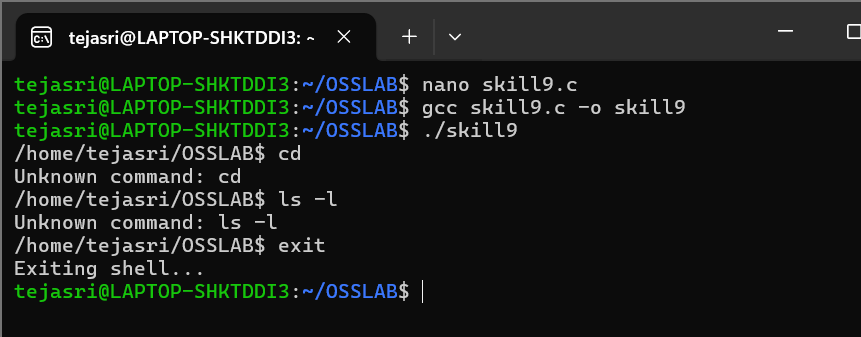 tejasri@LAPTOP-SHKTDDI3: ~
tejasri@LAPTOP-SHKTDDI3:~/OSSLAB$ nano skill9.c
tejasri@LAPTOP-SHKTDDI3:~/OSSLAB$ gcc skill9.c -o skill9
tejasri@LAPTOP-SHKTDDI3:~/OSSLAB$ ./skill9
/home/tejasri/OSSLAB$ cd
Unknown command: cd
/home/tejasri/OSSLAB$ ls -l
Unknown command: ls -l
/home/tejasri/OSSLAB$ exit
Exiting shell...
tejasri@LAPTOP-SHKTDDI3:~/OSSLAB$